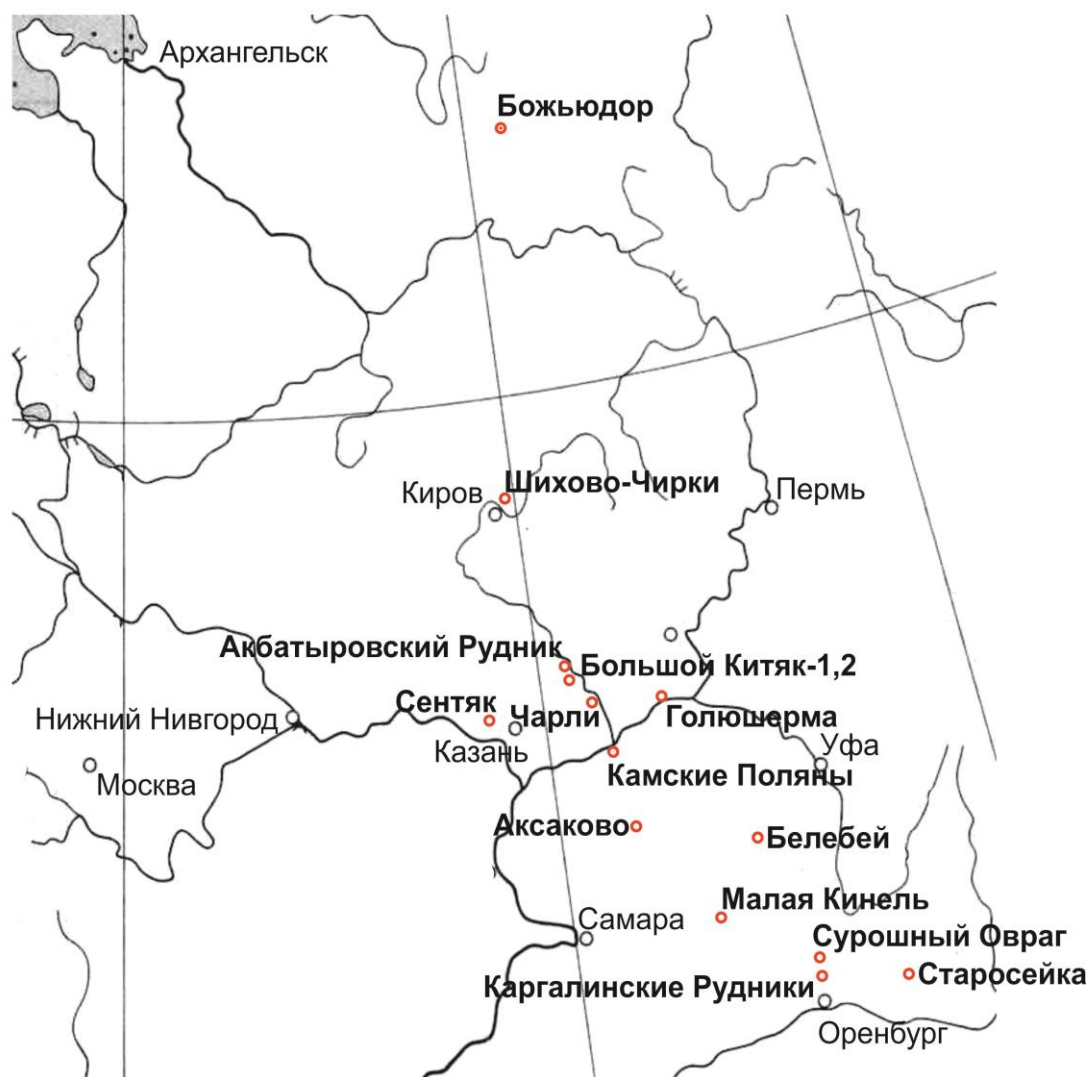 Архангельск
Божьюдор
Шихово-Чирки
Киров
Пермь
Акбатыровский Рудник
Большой Китяк-1,2
Сентяк
Чарли
Голюшерма
Нижний Нивгород
Казань
Уфа
Москва
Камские Поляны
Аксаково
Белебей
Малая Кинель
Самара
Сурошный Овраг
Старосейка
Каргалинские Рудники
Оренбург